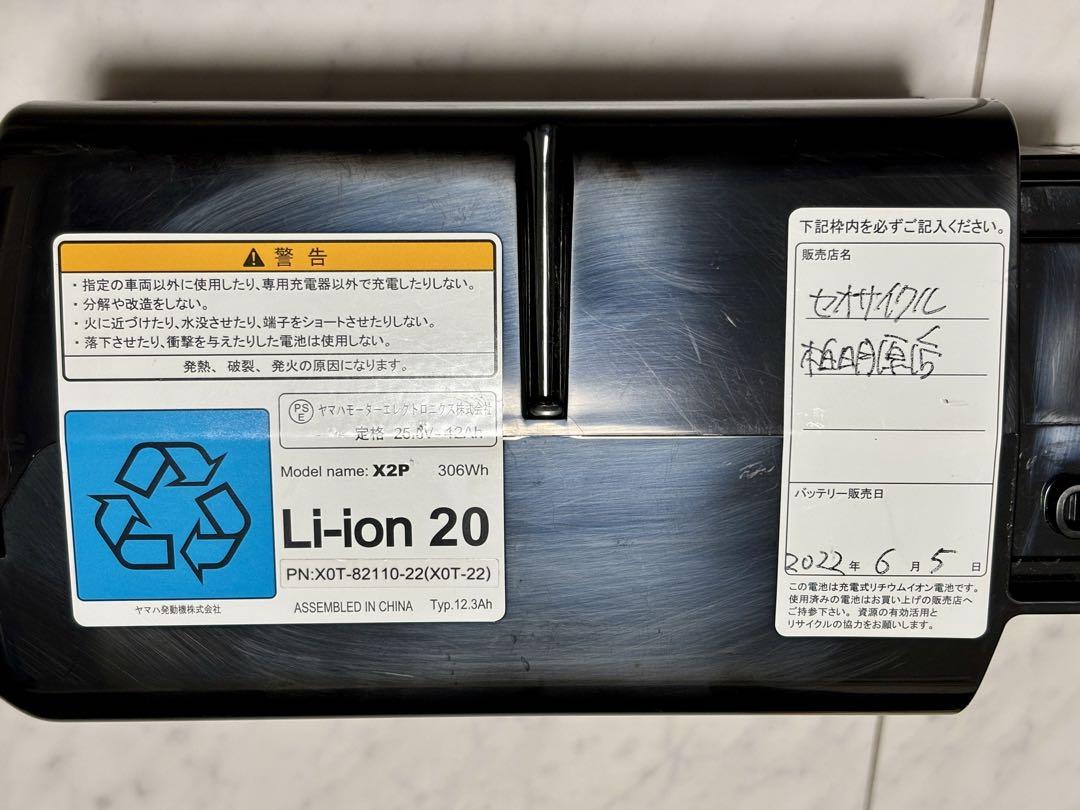 ⚠ 警告
・指定の車両以外に使用したり、専用充電器以外で充電したりしない。
・分解や改造をしない。
・火に近づけたり、水没させたり、端子をショートさせたりしない。
・落下させたり、衝撃を与えたりした電池は使用しない。
発熱、破裂、発火の原因になります。
PSE ヤマハモーターエレクトロニクス株式会社
定格 25.5V 12Ah
Model name: X2P 306Wh
Li-ion 20
PN:X0T-82110-22(X0T-22)
ヤマハ発動機株式会社
ASSEMBLED IN CHINA Typ.12.3Ah
下記枠内を必ずご記入ください。
販売店名
セオサイクル
バッテリー販売日
2022年 6月 5日
この電池は充電式リチウムイオン電池です。
使用済みの電池はお買い上げの販売店へ
ご持参下さい。資源の有効活用と
リサイクルの協力をお願いします。